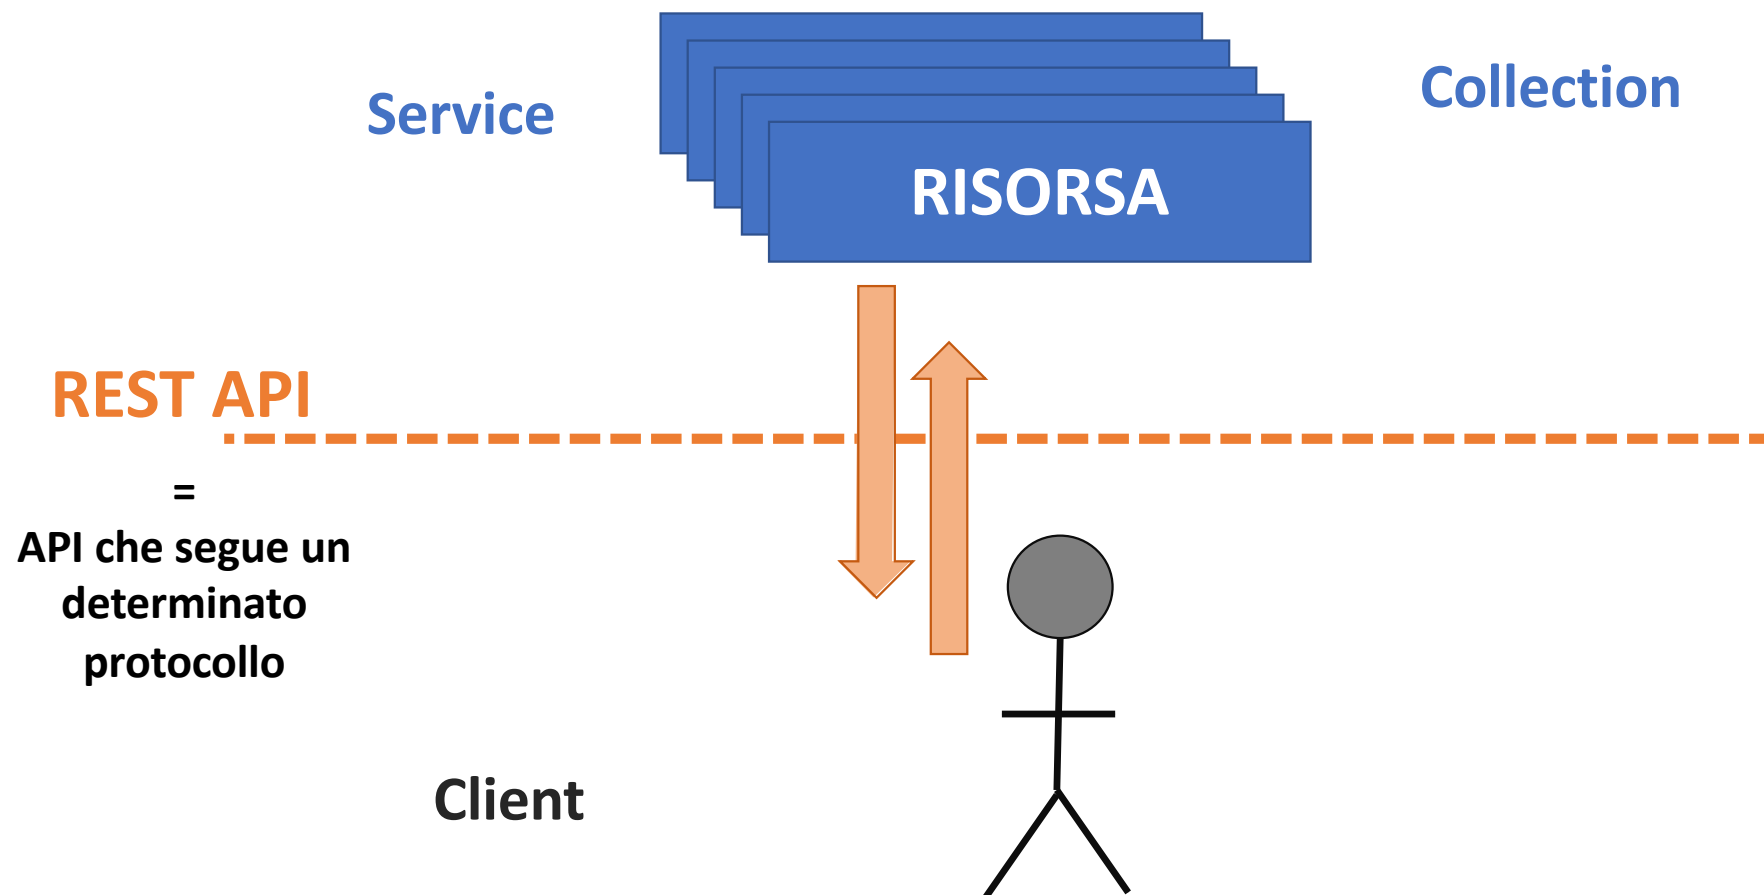 Service
Collection
RISORSA
REST API
=
API che segue un
determinato
protocollo
Client